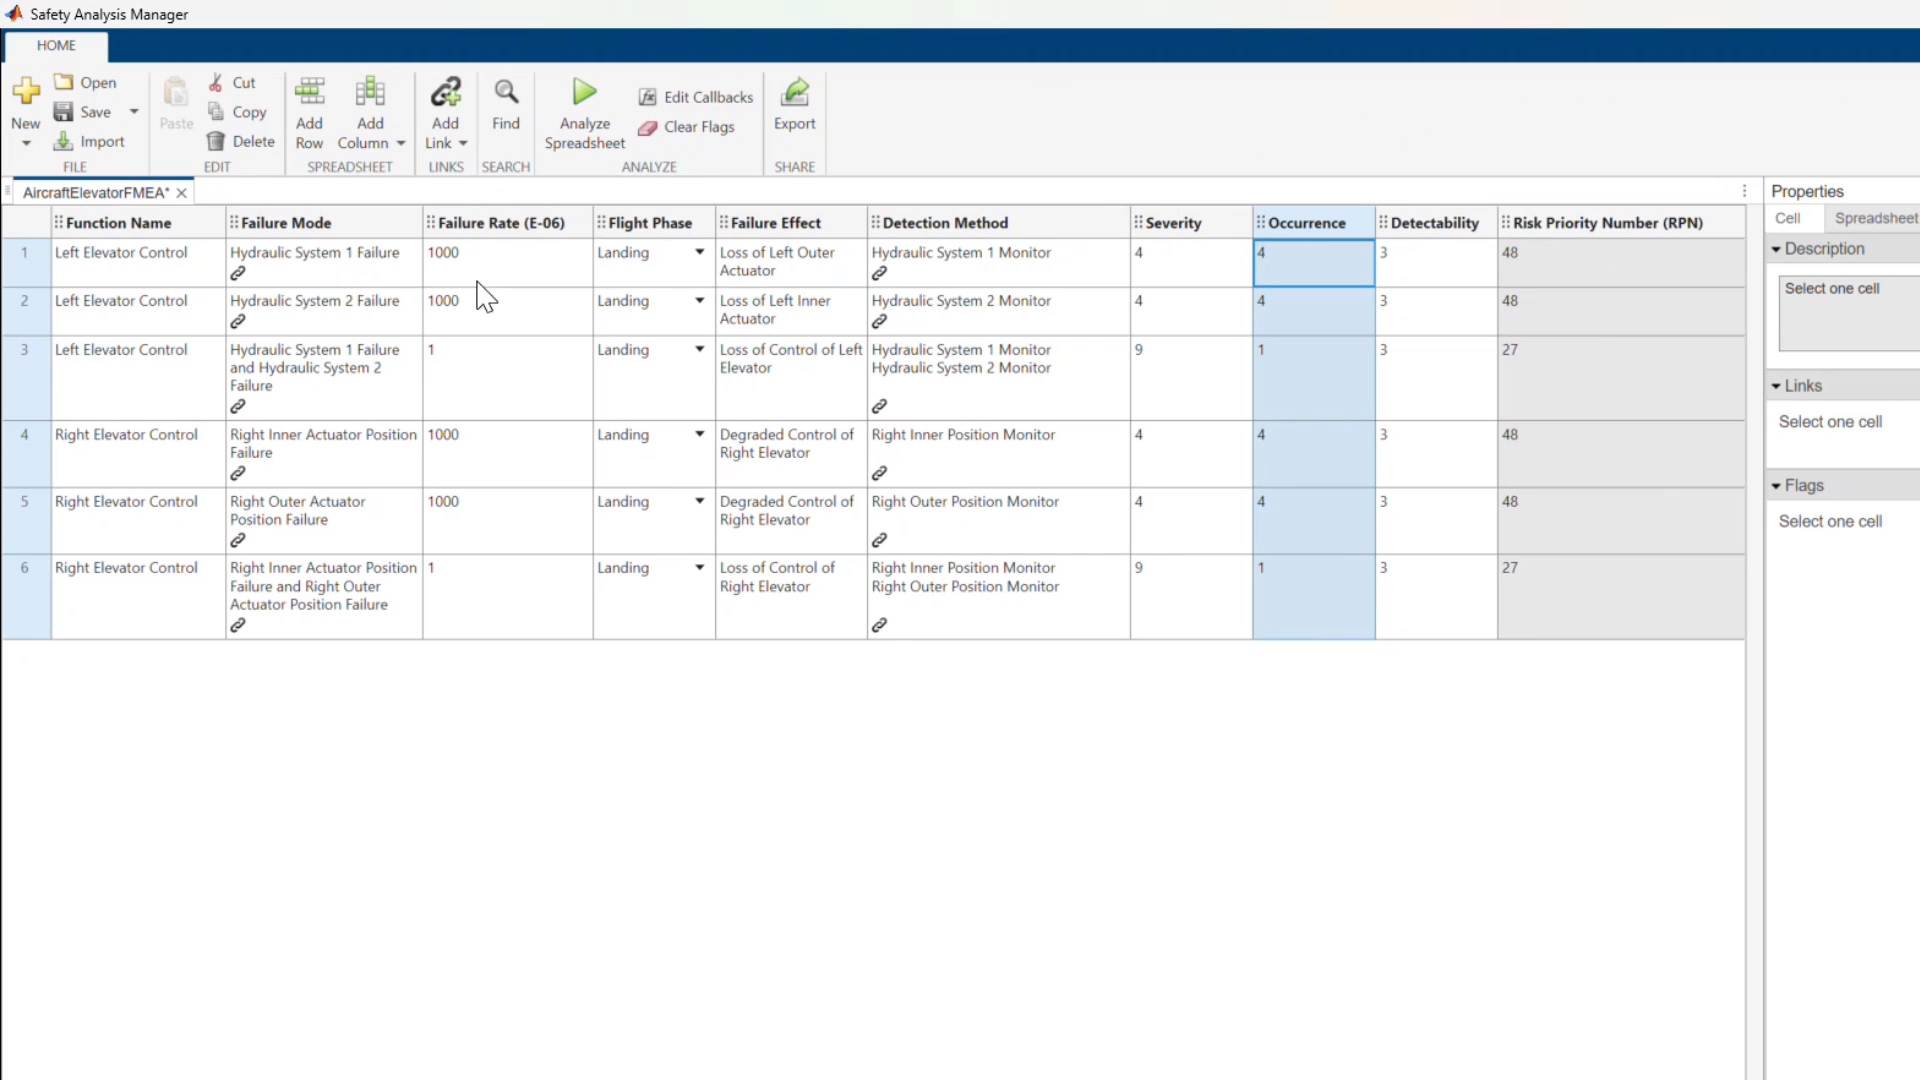 Safety Analysis Manager
HOME
New
Open
Save
Import
FILE
Paste
Cut
Copy
Delete
EDIT
Add
Row
Add
Column
SPREADSHEET
Add
Link
LINKS
Find
SEARCH
Analyze
Spreadsheet
Edit Callbacks
Clear Flags
ANALYZE
Export
SHARE
AircraftElevatorFMEA*
Function Name Failure Mode Failure Rate (E-06) Flight Phase Failure Effect Detection Method Severity Occurrence Detectability Risk Priority Number (RPN)
1 Left Elevator Control Hydraulic System 1 Failure 1000 Landing Loss of Left Outer Hydraulic System 1 Monitor 4 4 3 48
Actuator
2 Left Elevator Control Hydraulic System 2 Failure 1000 Landing Loss of Left Inner Hydraulic System 2 Monitor 4 4 3 48
Actuator
3 Left Elevator Control Hydraulic System 1 Failure 1 Landing Loss of Control of Left Hydraulic System 1 Monitor 9 1 3 27
and Hydraulic System 2 Elevator Hydraulic System 2 Monitor
Failure
4 Right Elevator Control Right Inner Actuator Position 1000 Landing Degraded Control of Right Inner Position Monitor 4 4 3 48
Failure Right Elevator
5 Right Elevator Control Right Outer Actuator 1000 Landing Degraded Control of Right Outer Position Monitor 4 4 3 48
Position Failure Right Elevator
6 Right Elevator Control Right Inner Actuator Position 1 Landing Loss of Control of Right Inner Position Monitor 9 1 3 27
Failure and Right Outer Right Elevator Right Outer Position Monitor
Actuator Position Failure
Properties
Cell Spreadsheet
Description
Select one cell
Links
Select one cell
Flags
Select one cell